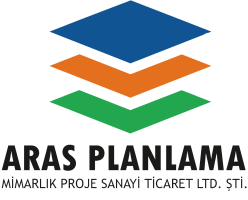 ARAS PLANLAMA
MİMARLIK PROJE SANAYİ TİCARET LTD. ŞTİ.